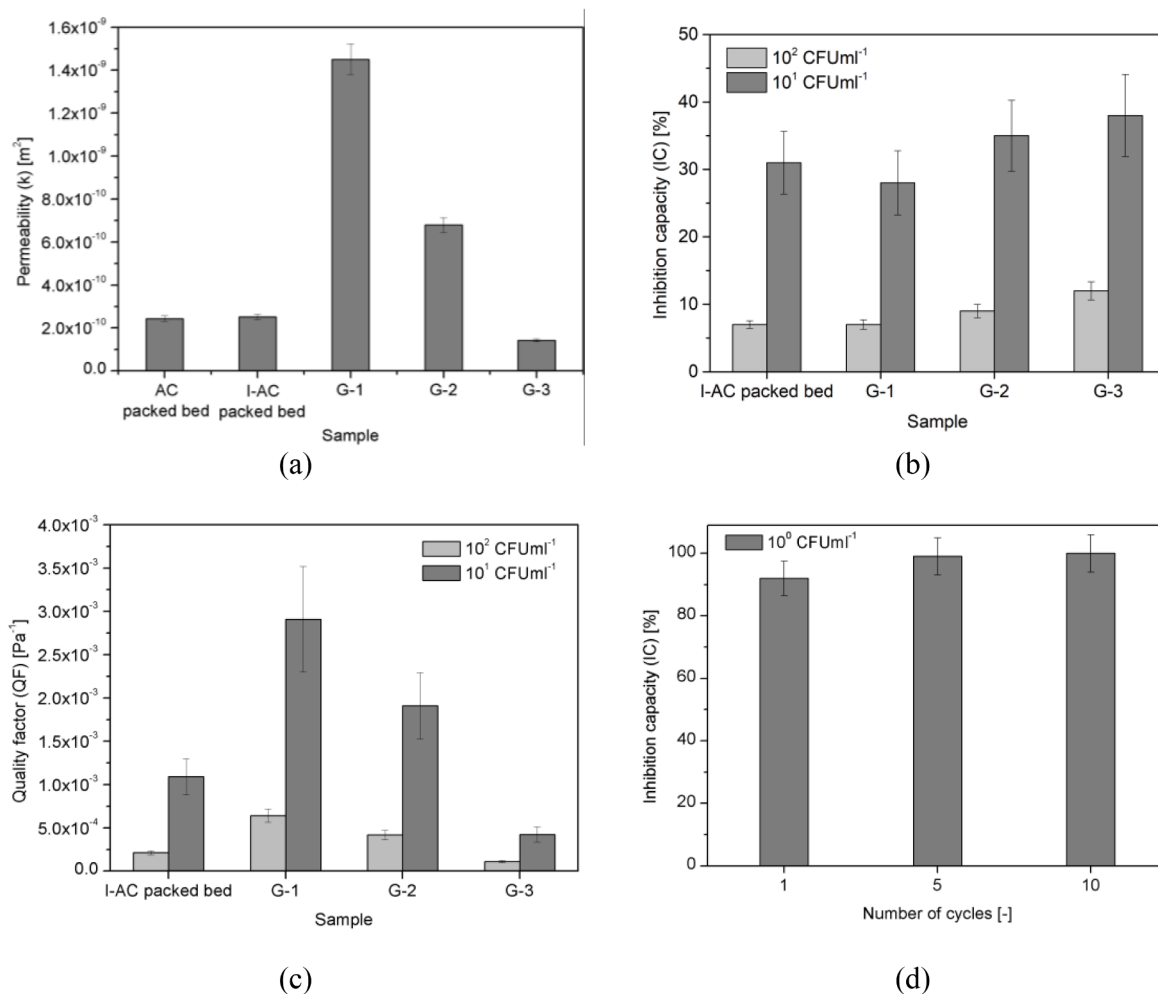 1.6x10⁻⁹
1.4x10⁻⁹
1.2x10⁻⁹
1.0x10⁻⁹
8.0x10⁻¹⁰
6.0x10⁻¹⁰
4.0x10⁻¹⁰
2.0x10⁻¹⁰
0.0
Permeability (k) [m²]
AC
packed bed
I-AC
packed bed
G-1
G-2
G-3
Sample
(a)
10² CFUml⁻¹
10¹ CFUml⁻¹
50
40
30
20
10
0
Inhibition capacity (IC) [%]
I-AC packed bed
G-1
G-2
G-3
Sample
(b)
10² CFUml⁻¹
10¹ CFUml⁻¹
4.0x10⁻³
3.5x10⁻³
3.0x10⁻³
2.5x10⁻³
2.0x10⁻³
1.5x10⁻³
1.0x10⁻³
5.0x10⁻⁴
0.0
Quality factor (QF) [Pa⁻¹]
I-AC packed bed
G-1
G-2
G-3
Sample
(c)
10⁰ CFUml⁻¹
100
80
60
40
20
0
Inhibition capacity (IC) [%]
1
5
10
Number of cycles [-]
(d)